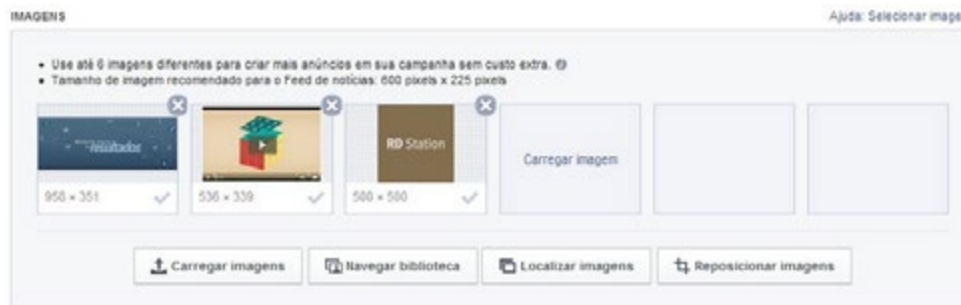 IMAGENS
Ajuda: Selecionar image
Use até 6 imagens diferentes para criar mais anúncios em sua campanha sem custo extra.
Tamanho de imagem recomendado para o Feed de notícias: 600 pixels x 225 pixels
resultados
RD Station
Carregar imagem
958 × 351
536 × 339
500 × 500
Carregar imagens
Navegar biblioteca
Localizar imagens
Reposicionar imagens